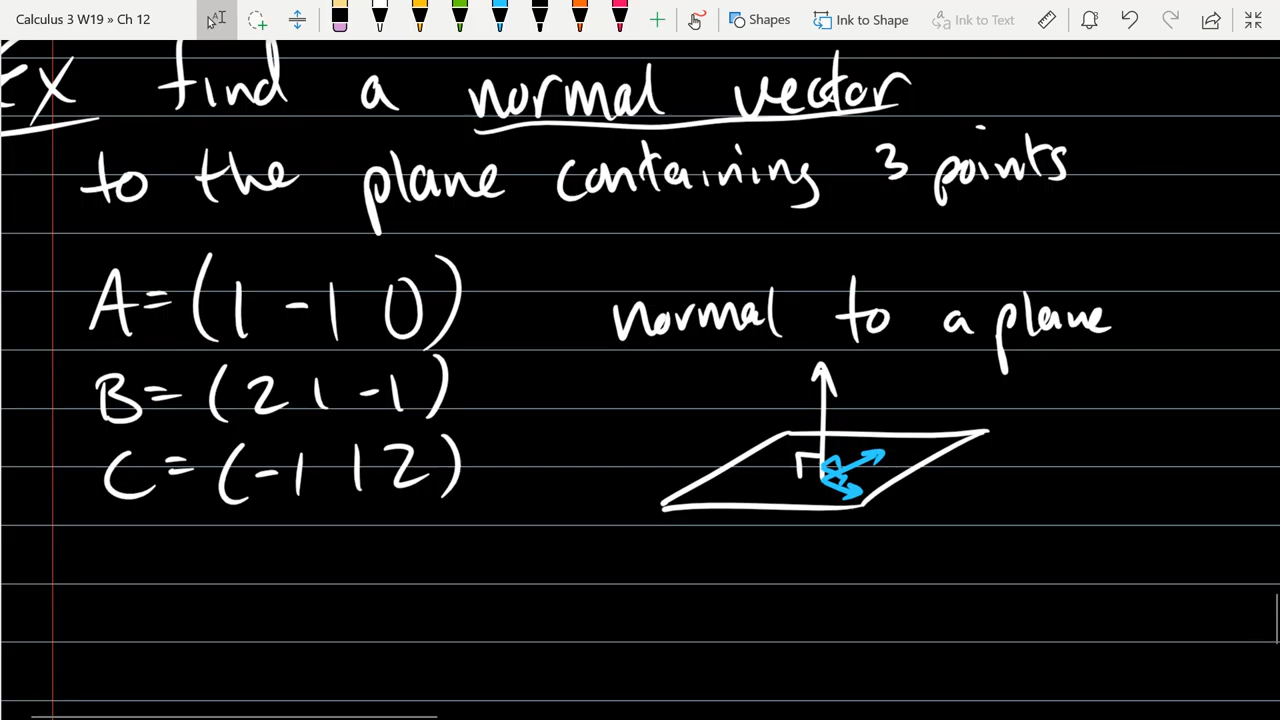 Calculus 3 W19 » Ch 12
Shapes
Ink to Shape
Ink to Text
EX find a normal vector
to the plane containing 3 points
A = (1 -1 0)
B = (2 1 -1)
C = (-1 1 2)
normal to a plane